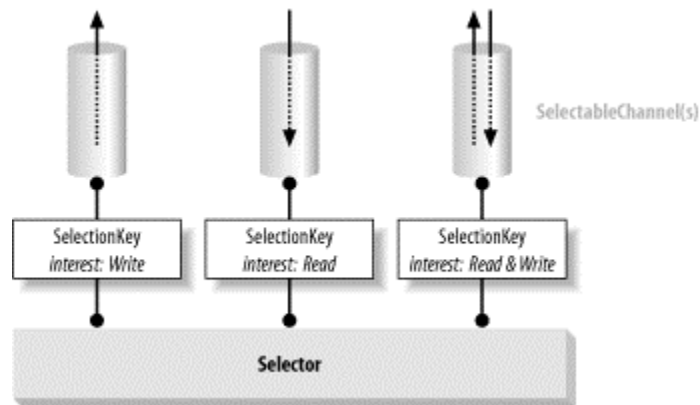 SelectableChannel(s)
SelectionKey
interest: Write
SelectionKey
interest: Read
SelectionKey
interest: Read & Write
Selector